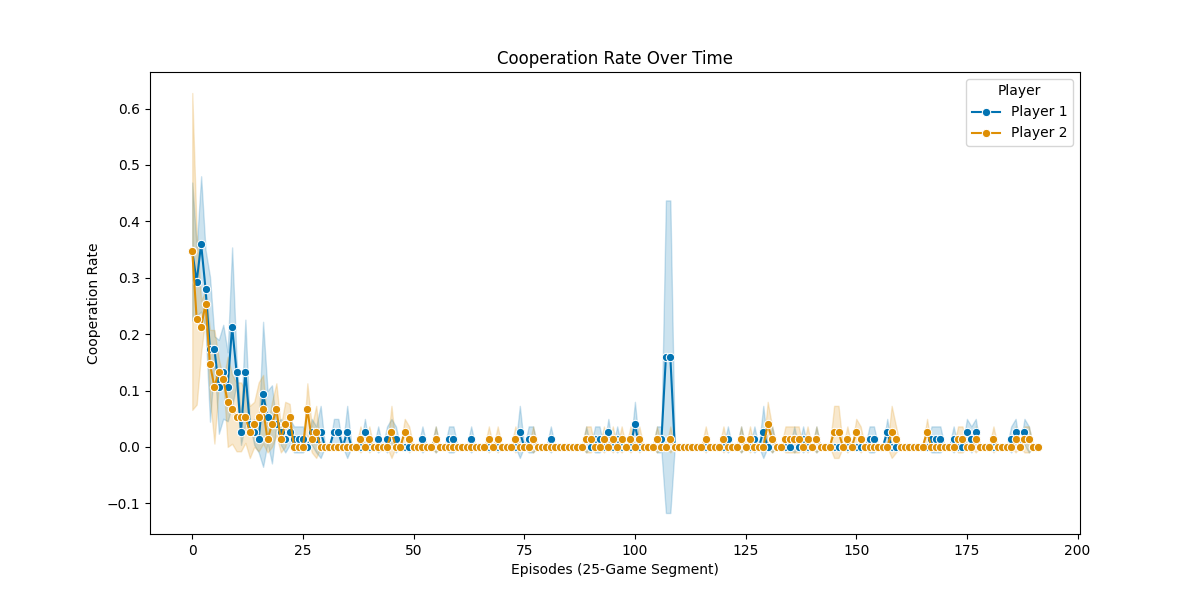 Cooperation Rate Over Time
Player
Player 1
Player 2
Cooperation Rate
0.6
0.5
0.4
0.3
0.2
0.1
0.0
−0.1
0 25 50 75 100 125 150 175 200
Episodes (25-Game Segment)